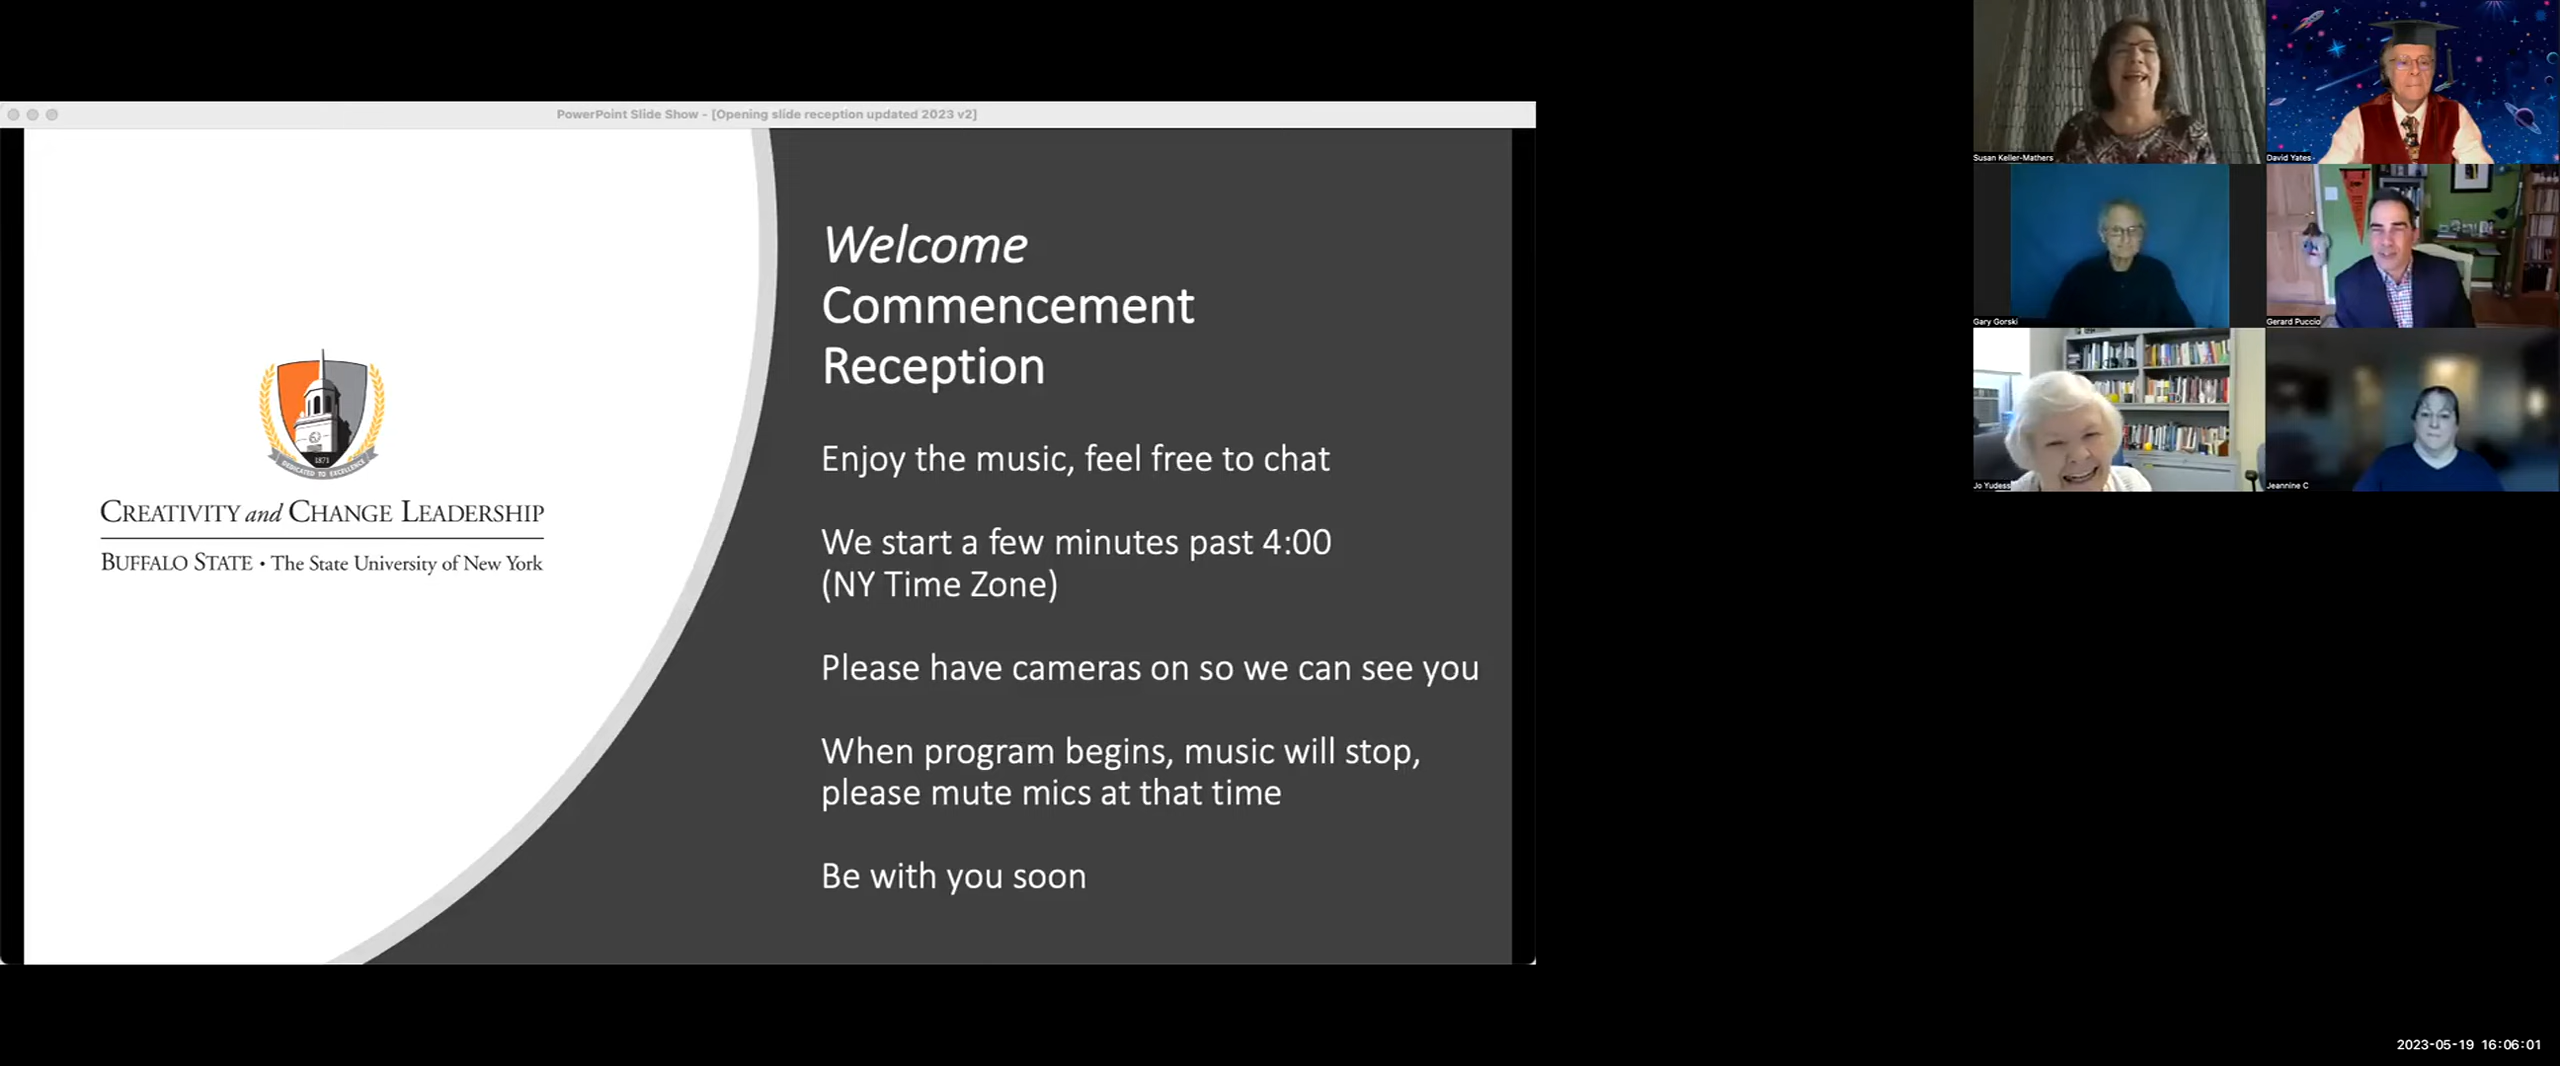 PowerPoint Slide Show - [Opening slide reception updated 2023 v2]
1871
DEDICATED TO EXCELLENCE
CREATIVITY and CHANGE LEADERSHIP
BUFFALO STATE • The State University of New York
Welcome
Commencement
Reception
Enjoy the music, feel free to chat
We start a few minutes past 4:00
(NY Time Zone)
Please have cameras on so we can see you
When program begins, music will stop,
please mute mics at that time
Be with you soon
Susan Keller-Mathers
David Yates
Gary Gorski
Gerard Puccio
Jo Yudess
Jeannine C
2023-05-19 16:06:01